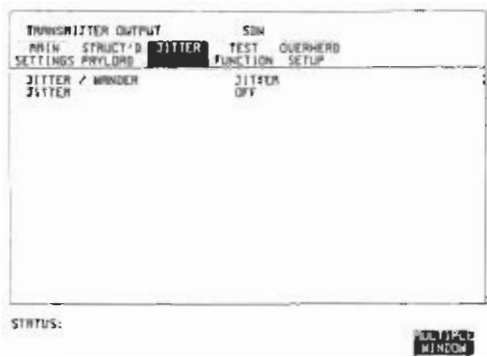 TRANSMITTER OUTPUT SDH
MAIN STRUCT'D JITTER TEST OVERHEAD
SETTINGS PAYLOAD FUNCTION SETUP
JITTER / WANDER JITTER
JITTER OFF
STATUS:
MULTIPLE
WINDOW